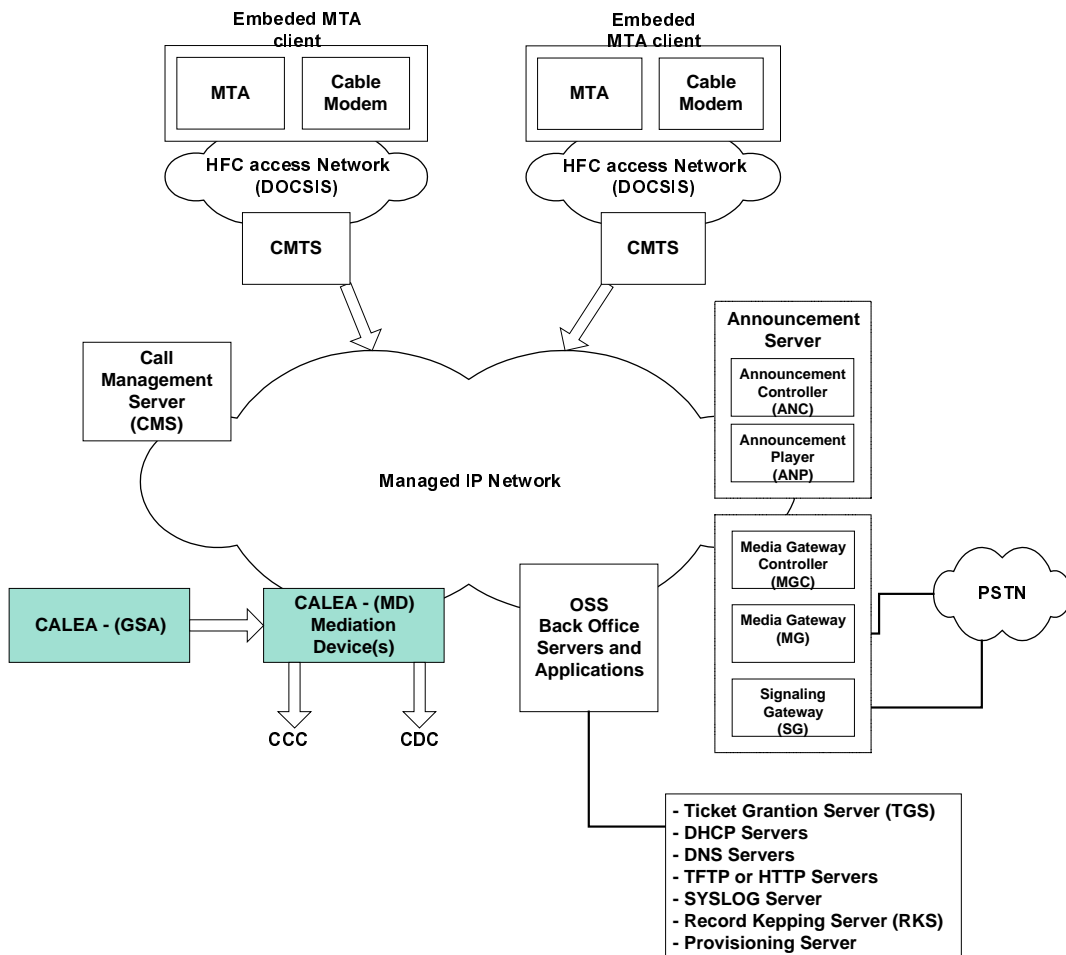 Embeded MTA
client
MTA
Cable
Modem
HFC access Network
(DOCSIS)
CMTS
Embeded
MTA client
MTA
Cable
Modem
HFC access Network
(DOCSIS)
CMTS
Call
Management
Server
(CMS)
Managed IP Network
Announcement
Server
Announcement
Controller
(ANC)
Announcement
Player
(ANP)
Media Gateway
Controller
(MGC)
Media Gateway
(MG)
Signaling
Gateway
(SG)
PSTN
CALEA - (GSA)
CALEA - (MD)
Mediation
Device(s)
CCC
CDC
OSS
Back Office
Servers and
Applications
- Ticket Grantion Server (TGS)
- DHCP Servers
- DNS Servers
- TFTP or HTTP Servers
- SYSLOG Server
- Record Kepping Server (RKS)
- Provisioning Server